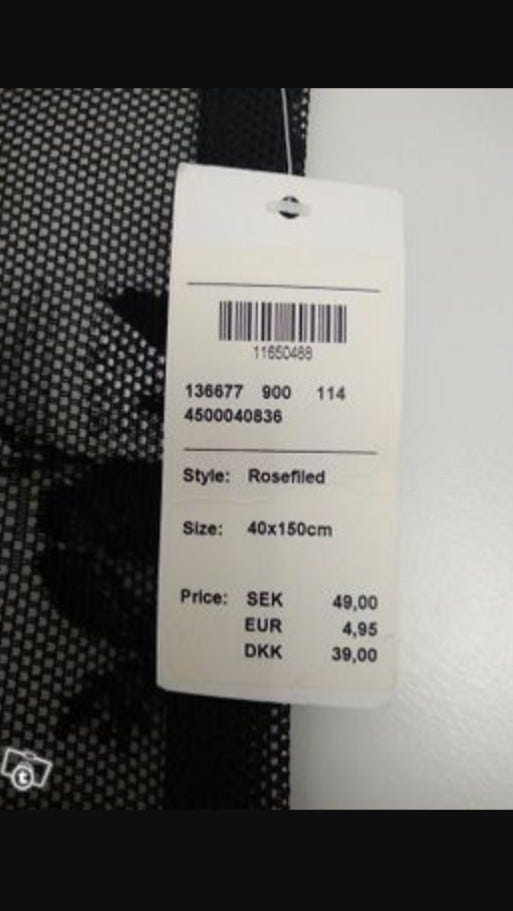 11650488
136677 900 114
4500040836
Style: Rosefiled
Size: 40x150cm
Price: SEK 49,00
EUR 4,95
DKK 39,00
t